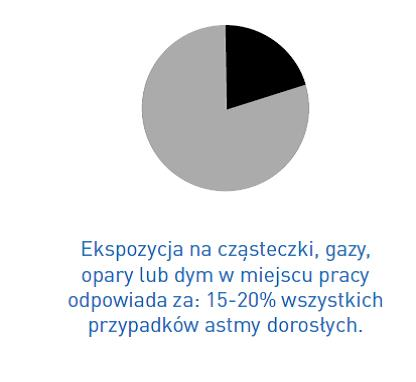 Ekspozycja na cząsteczki, gazy,
opary lub dym w miejscu pracy
odpowiada za: 15-20% wszystkich
przypadków astmy dorosłych.